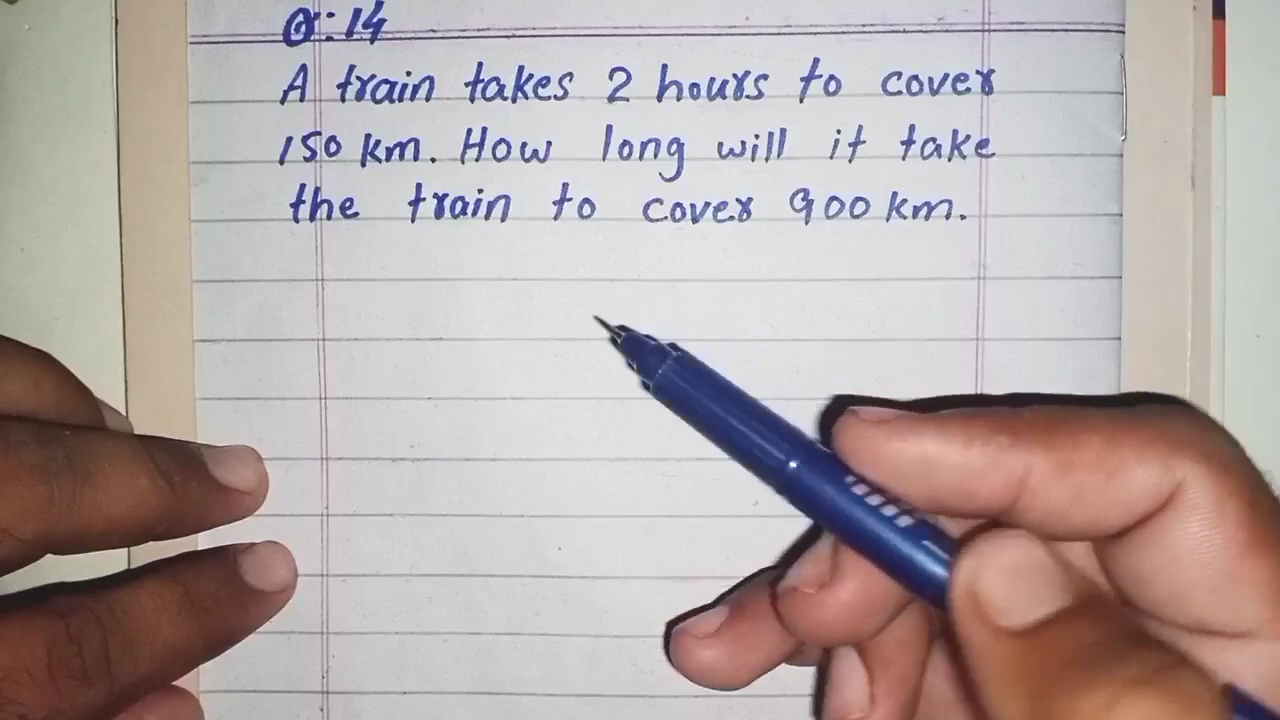 Q:14
A train takes 2 hours to cover
150 km. How long will it take
the train to cover 900 km.